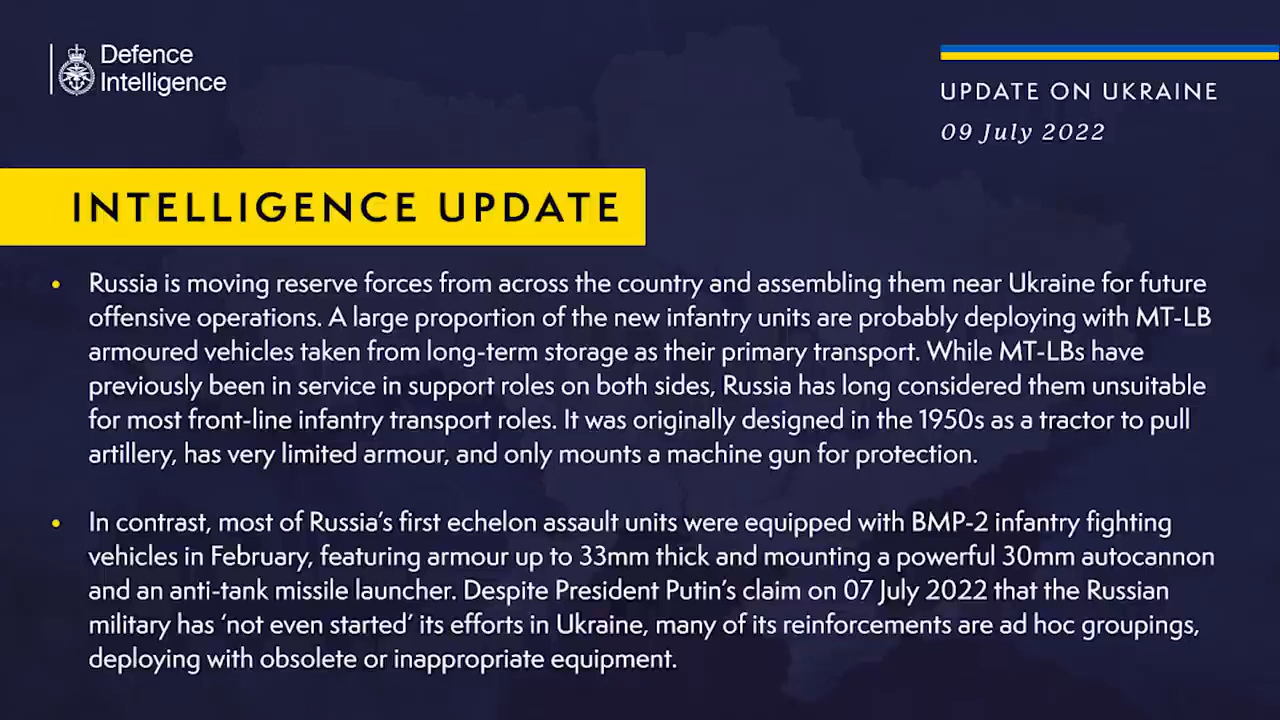 Defence
Intelligence
UPDATE ON UKRAINE
09 July 2022
INTELLIGENCE UPDATE
• Russia is moving reserve forces from across the country and assembling them near Ukraine for future
offensive operations. A large proportion of the new infantry units are probably deploying with MT-LB
armoured vehicles taken from long-term storage as their primary transport. While MT-LBs have
previously been in service in support roles on both sides, Russia has long considered them unsuitable
for most front-line infantry transport roles. It was originally designed in the 1950s as a tractor to pull
artillery, has very limited armour, and only mounts a machine gun for protection.
• In contrast, most of Russia's first echelon assault units were equipped with BMP-2 infantry fighting
vehicles in February, featuring armour up to 33mm thick and mounting a powerful 30mm autocannon
and an anti-tank missile launcher. Despite President Putin's claim on 07 July 2022 that the Russian
military has 'not even started' its efforts in Ukraine, many of its reinforcements are ad hoc groupings,
deploying with obsolete or inappropriate equipment.